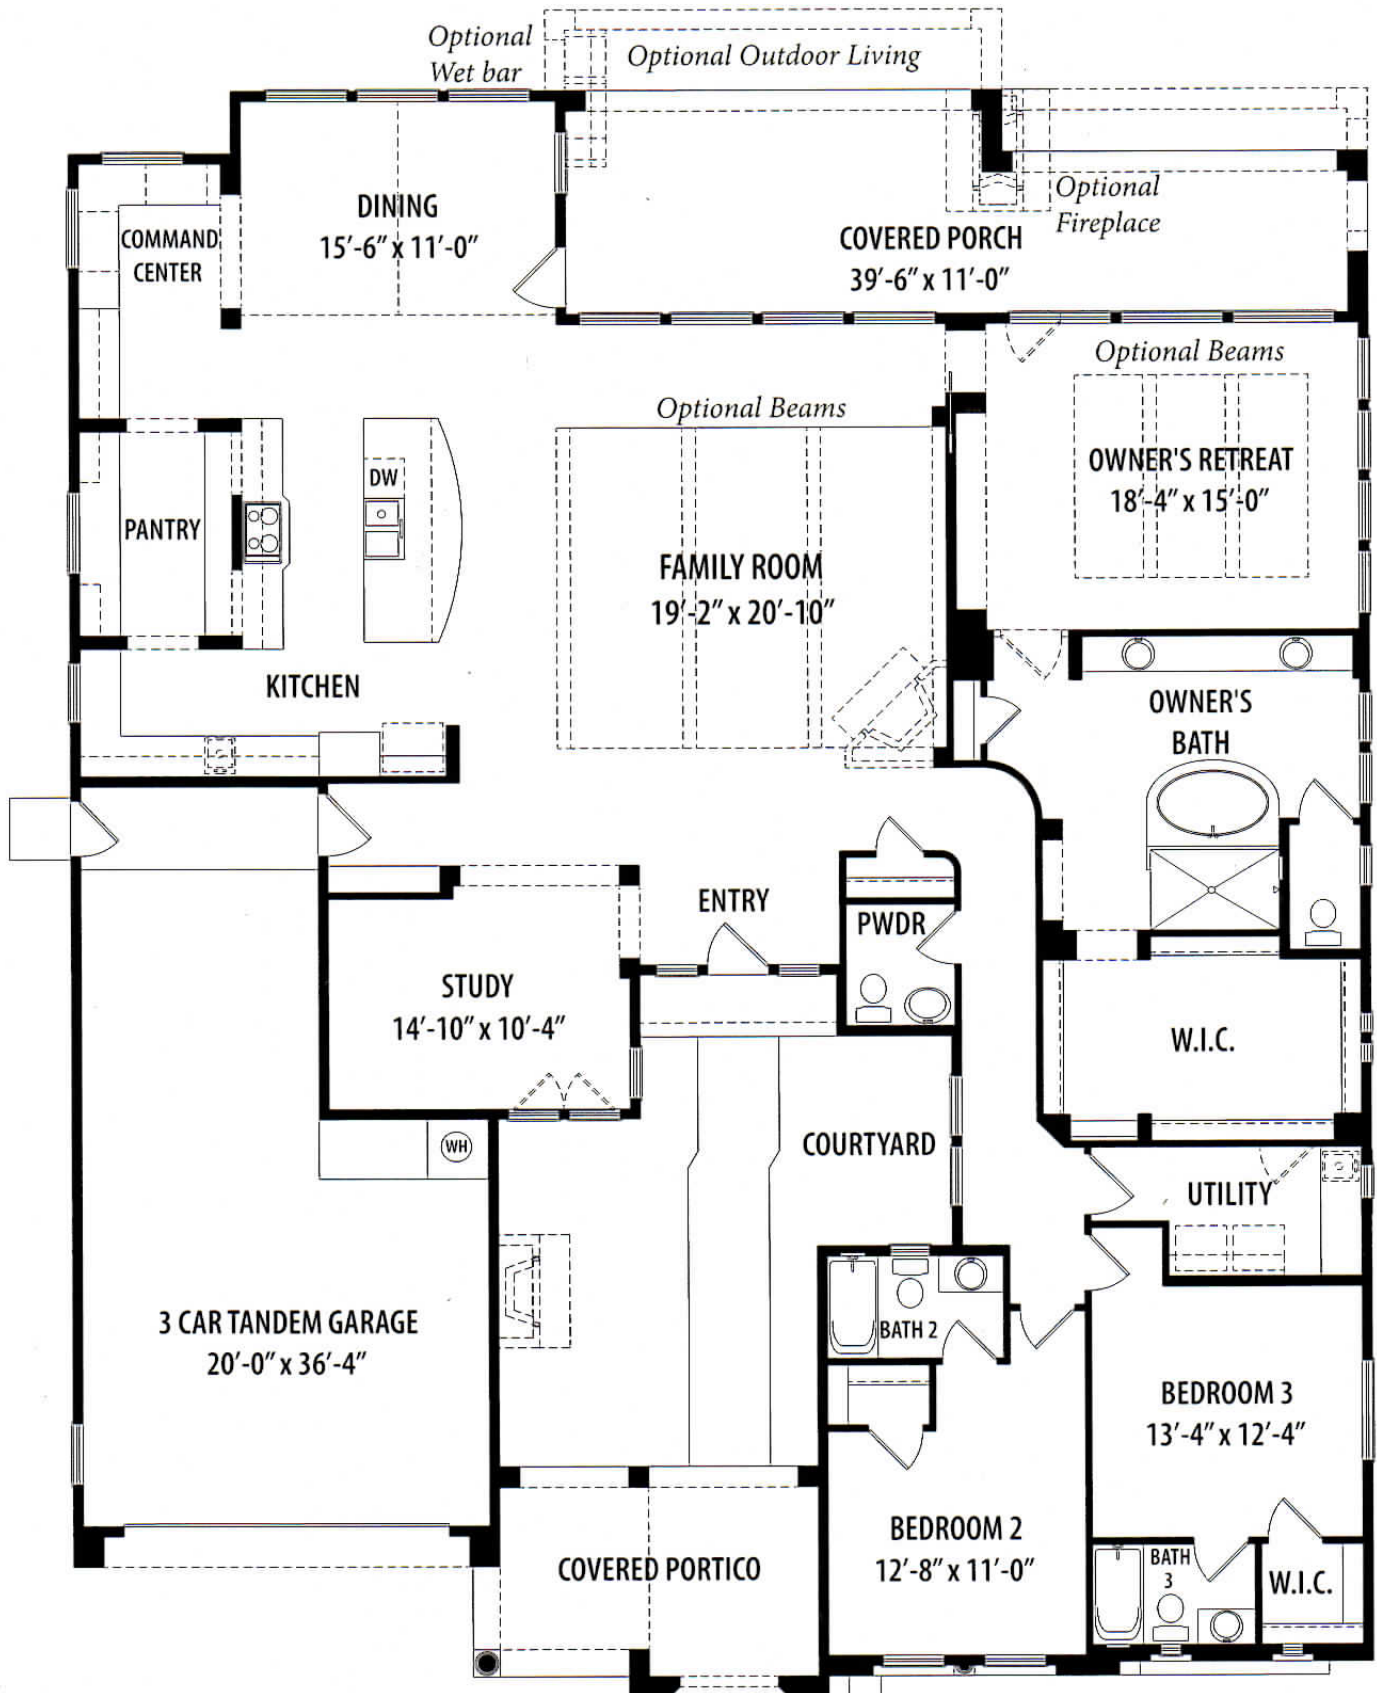 Optional
Wet bar
Optional Outdoor Living
DINING
15'-6" x 11'-0"
COMMAND
CENTER
Optional
Fireplace
COVERED PORCH
39'-6" x 11'-0"
Optional Beams
Optional Beams
OWNER'S RETREAT
18'-4" x 15'-0"
DW
PANTRY
FAMILY ROOM
19'-2" x 20'-10"
KITCHEN
OWNER'S
BATH
ENTRY
PWDR
STUDY
14'-10" x 10'-4"
W.I.C.
WH
COURTYARD
UTILITY
3 CAR TANDEM GARAGE
20'-0" x 36'-4"
BATH 2
BEDROOM 3
13'-4" x 12'-4"
BEDROOM 2
12'-8" x 11'-0"
COVERED PORTICO
BATH
3
W.I.C.